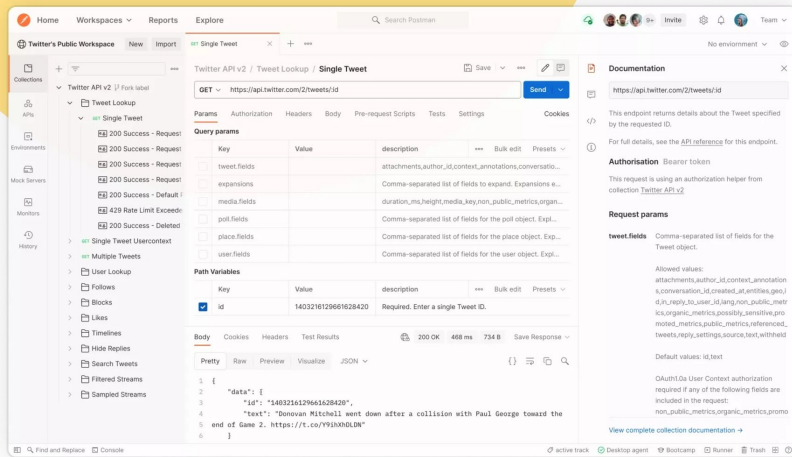 Home Workspaces Reports Explore Search Postman 9+ Invite Team
Twitter's Public Workspace New Import GET Single Tweet No environment
Collections
APIs
Environments
Mock Servers
Monitors
History
Twitter API v2 Fork label
Tweet Lookup
GET Single Tweet
200 Success - Request
200 Success - Request
200 Success - Request
200 Success - Request
200 Success - Default
429 Rate Limit Exceede
200 Success - Deleted
GET Single Tweet Usercontext
GET Multiple Tweets
User Lookup
Follows
Blocks
Likes
Timelines
Hide Replies
Search Tweets
Filtered Streams
Sampled Streams
Twitter API v2 / Tweet Lookup / Single Tweet Save
GET https://api.twitter.com/2/tweets/:id Send
Params Authorization Headers Body Pre-request Scripts Tests Settings Cookies
Query params
Key Value description Bulk edit Presets
tweet.fields attachments,author_id,context_annotations,conversatio...
expansions Comma-separated list of fields to expand. Expansions e...
media.fields duration_ms,height,media_key,non_public_metrics,organ...
poll.fields Comma-separated list of fields for the poll object. Expl...
place.fields Comma-separated list of fields for the place object. Exp...
user.fields Comma-separated list of fields for the user object. Expl...
Path Variables
Key Value description Bulk edit Presets
id 1403216129661628420 Required. Enter a single Tweet ID.
Body Cookies Headers Test Results 200 OK 468 ms 734 B Save Response
Pretty Raw Preview Visualize JSON
1 {
2 "data": [
3 "id": "1403216129661628420",
4 "text": "Donovan Mitchell went down after a collision with Paul George toward the
5 end of Game 2. https://t.co/Y9ihXhDLDN"
6 ]
Documentation
https://api.twitter.com/2/tweets/:id
This endpoint returns details about the Tweet specified
by the requested ID.
For full details, see the API reference for this endpoint.
Authorisation Bearer token
This request is using an authorization helper from
collection Twitter API v2
Request params
tweet.fields Comma-separated list of fields for the
Tweet object.
Allowed values:
attachments,author_id,context_annotation
s,conversation_id,created_at,entities,geo,i
d,in_reply_to_user_id,lang,non_public_metr
ics,organic_metrics,possibly_sensitive,pro
moted_metrics,public_metrics,referenced_
tweets,reply_settings,source,text,withheld
Default values: id,text
OAuth1.0a User Context authorization
required if any of the following fields are
included in the request:
non_public_metrics,organic_metrics,promo
View complete collection documentation →
Find and Replace Console active track Desktop agent Bootcamp Runner Trash